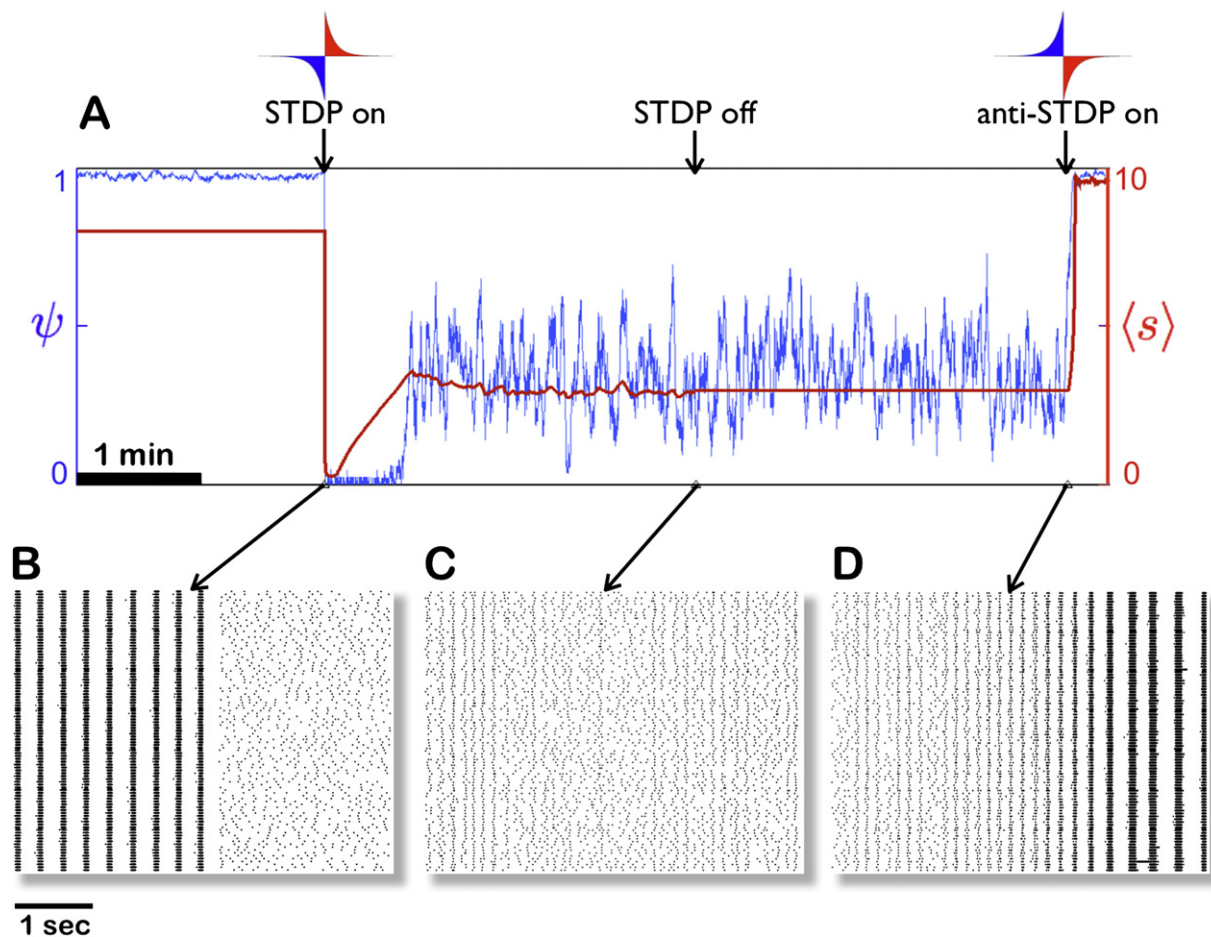 A
STDP on
STDP off
anti-STDP on
1
10
ψ
⟨s⟩
1 min
0
0
B
C
D
1 sec